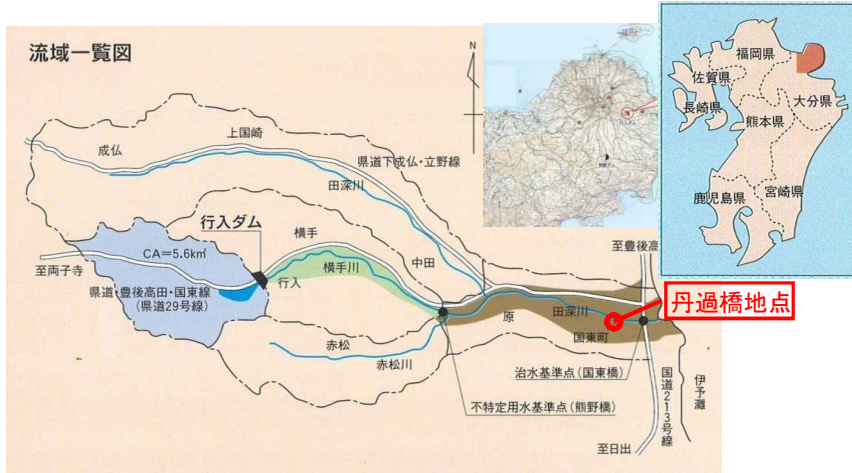 流域一覧図
N
成仏
上国崎
県道下成仏・立野線
田深川
行入ダム
横手
中田
CA=5.6km²
横手川
至両子寺
行入
県道・豊後高田・国東線
(県道29号線)
原
田深川
国東町
赤松
赤松川
治水基準点(国東橋)
不特定用水基準点(熊野橋)
至豊後高
丹過橋地点
国道213号線
伊予灘
至日出
福岡県
佐賀県
長崎県
大分県
熊本県
宮崎県
鹿児島県